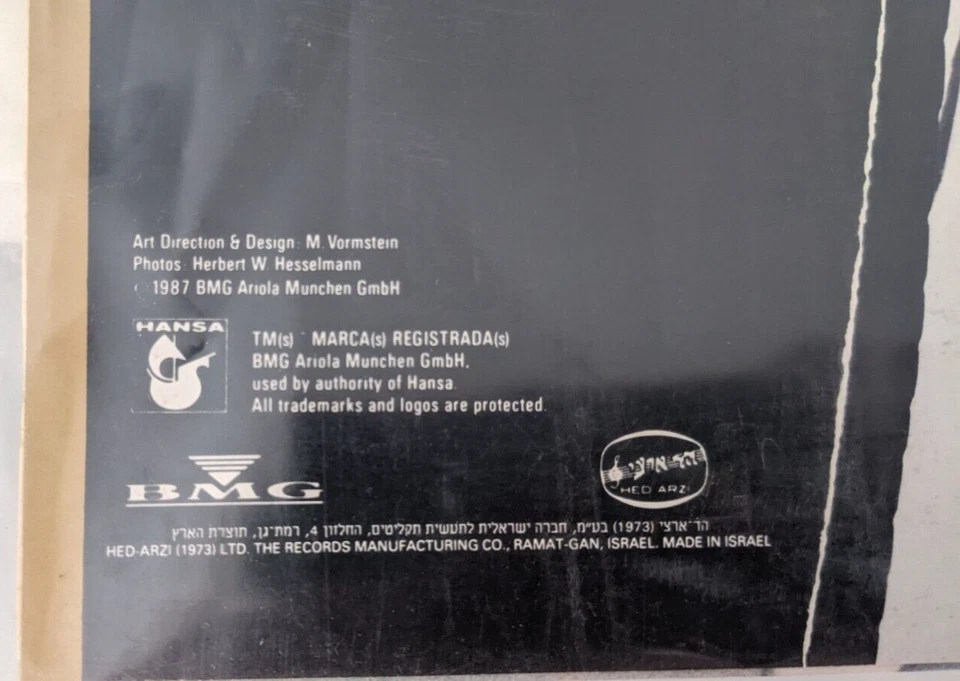 Art Direction & Design: M. Vormstein
Photos: Herbert W. Hesselmann
1987 BMG Ariola Munchen GmbH
HANSA
TM(s) MARCA(s) REGISTRADA(s)
BMG Ariola Munchen GmbH,
used by authority of Hansa.
All trademarks and logos are protected.
BMG
הד־ארצי
HED ARZI
הד־ארצי (1973) בע״מ, חברה ישראלית לתעשית תקליטים, החלזון 4, רמת־גן, תוצרת הארץ
HED-ARZI (1973) LTD. THE RECORDS MANUFACTURING CO., RAMAT-GAN, ISRAEL. MADE IN ISRAEL